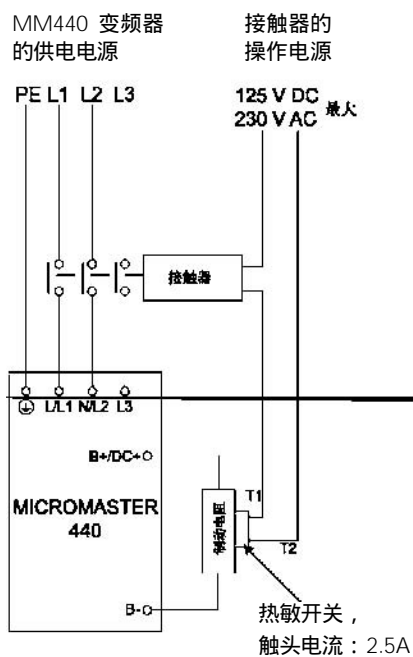 MM440 变频器
的供电电源
接触器的
操作电源
PE L1 L2 L3
125 V DC
230 V AC 最大
接触器
L/L1 N/L2 L3
B+/DC+
MICROMASTER
440
制动电阻
T1
T2
B-
热敏开关，
触头电流：2.5A